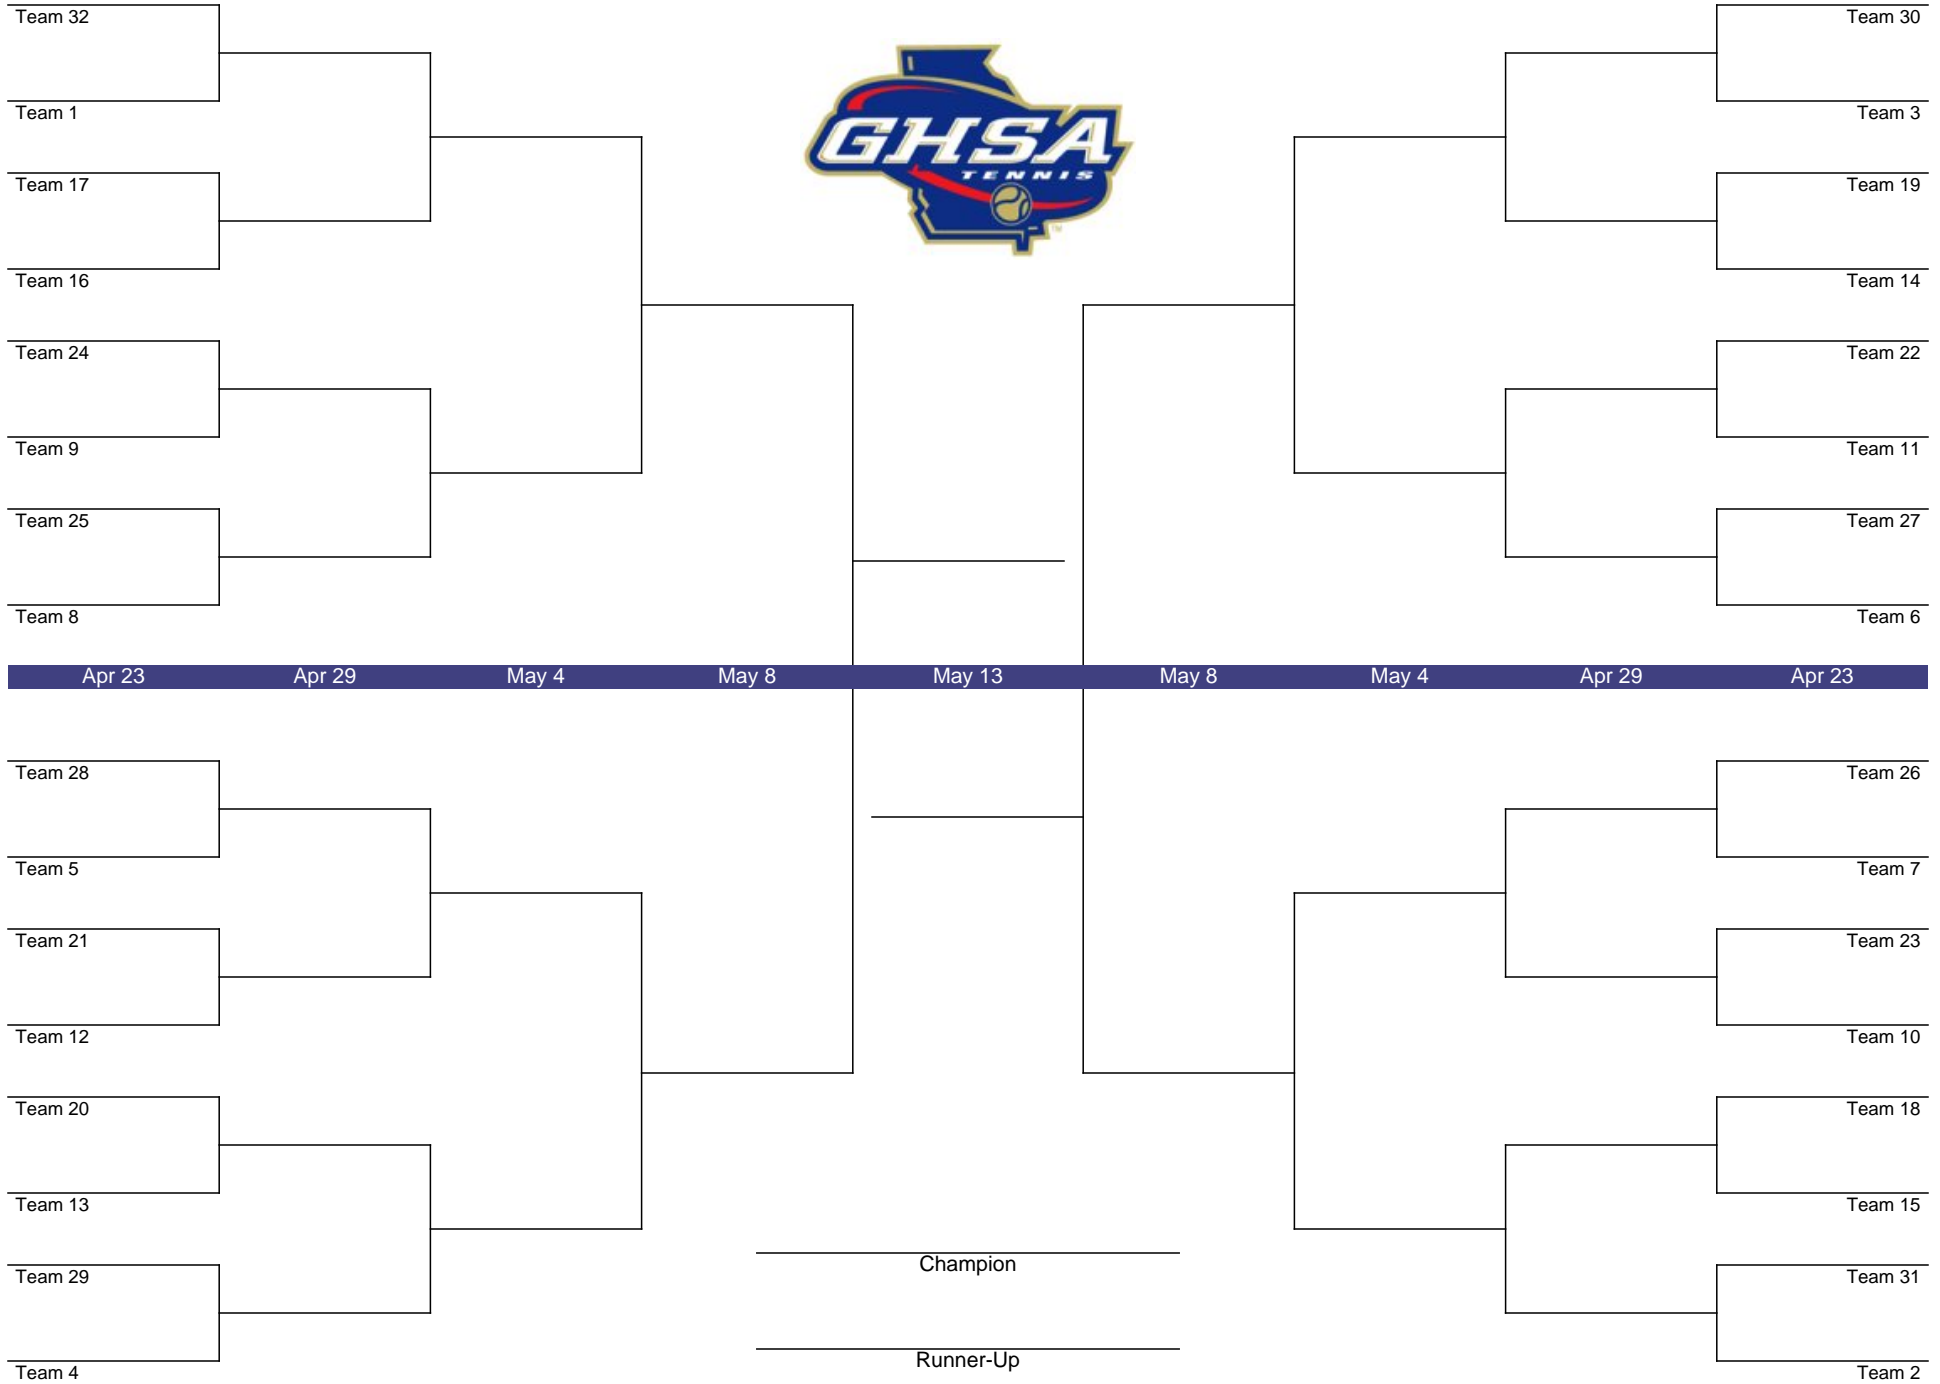 Team 32
Team 30
Team 1
Team 3
Team 17
Team 19
Team 16
Team 14
Team 24
Team 22
Team 9
Team 11
Team 25
Team 27
Team 8
Team 6
GHSA
TENNIS
TM
Apr 23 Apr 29 May 4 May 8 May 13 May 8 May 4 Apr 29 Apr 23
Team 28
Team 26
Team 5
Team 7
Team 21
Team 23
Team 12
Team 10
Team 20
Team 18
Team 13
Team 15
Team 29
Team 31
Team 4
Team 2
Champion
Runner-Up